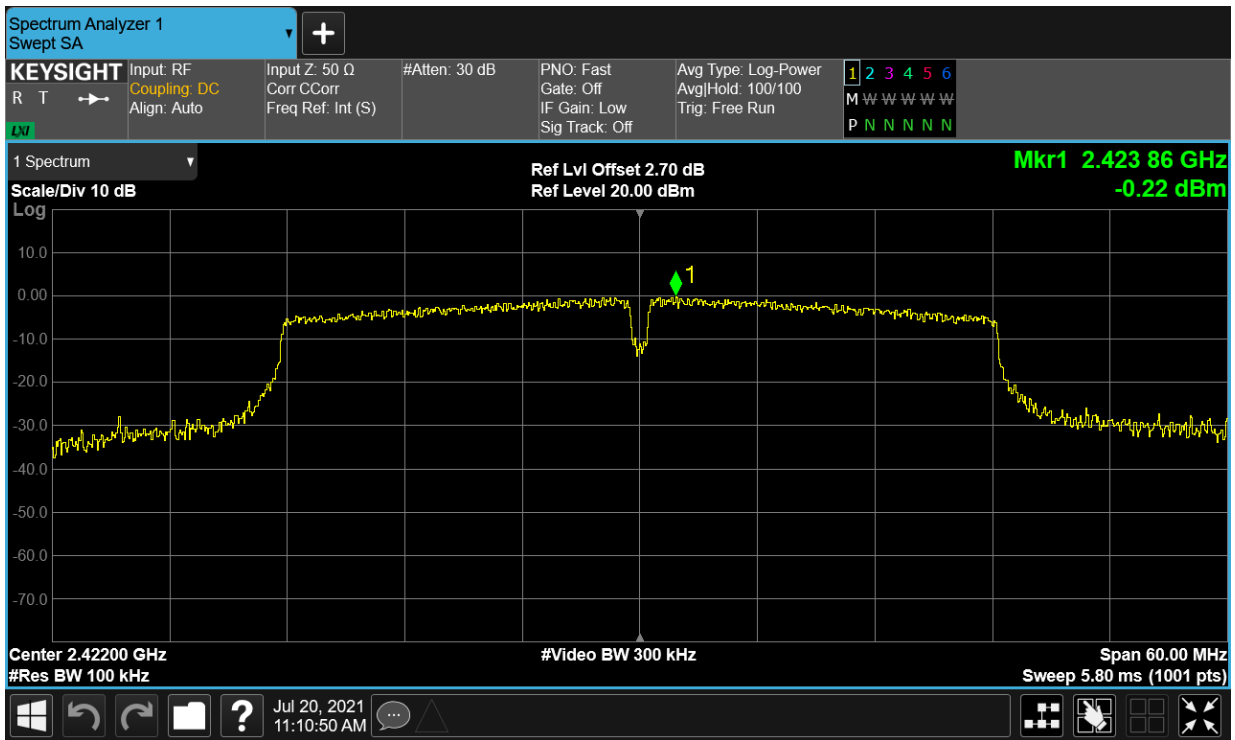 Spectrum Analyzer 1
Swept SA
KEYSIGHT
R T
LXI
Input: RF
Coupling: DC
Align: Auto
Input Z: 50 Ω
Corr CCorr
Freq Ref: Int (S)
#Atten: 30 dB
PNO: Fast
Gate: Off
IF Gain: Low
Sig Track: Off
Avg Type: Log-Power
Avg|Hold: 100/100
Trig: Free Run
1 2 3 4 5 6
M W W W W W
P N N N N N
1 Spectrum
Scale/Div 10 dB
Log
Ref Lvl Offset 2.70 dB
Ref Level 20.00 dBm
Mkr1 2.423 86 GHz
-0.22 dBm
10.0
0.00
1
-10.0
-20.0
-30.0
-40.0
-50.0
-60.0
-70.0
Center 2.42200 GHz
#Res BW 100 kHz
#Video BW 300 kHz
Span 60.00 MHz
Sweep 5.80 ms (1001 pts)
?
Jul 20, 2021
11:10:50 AM